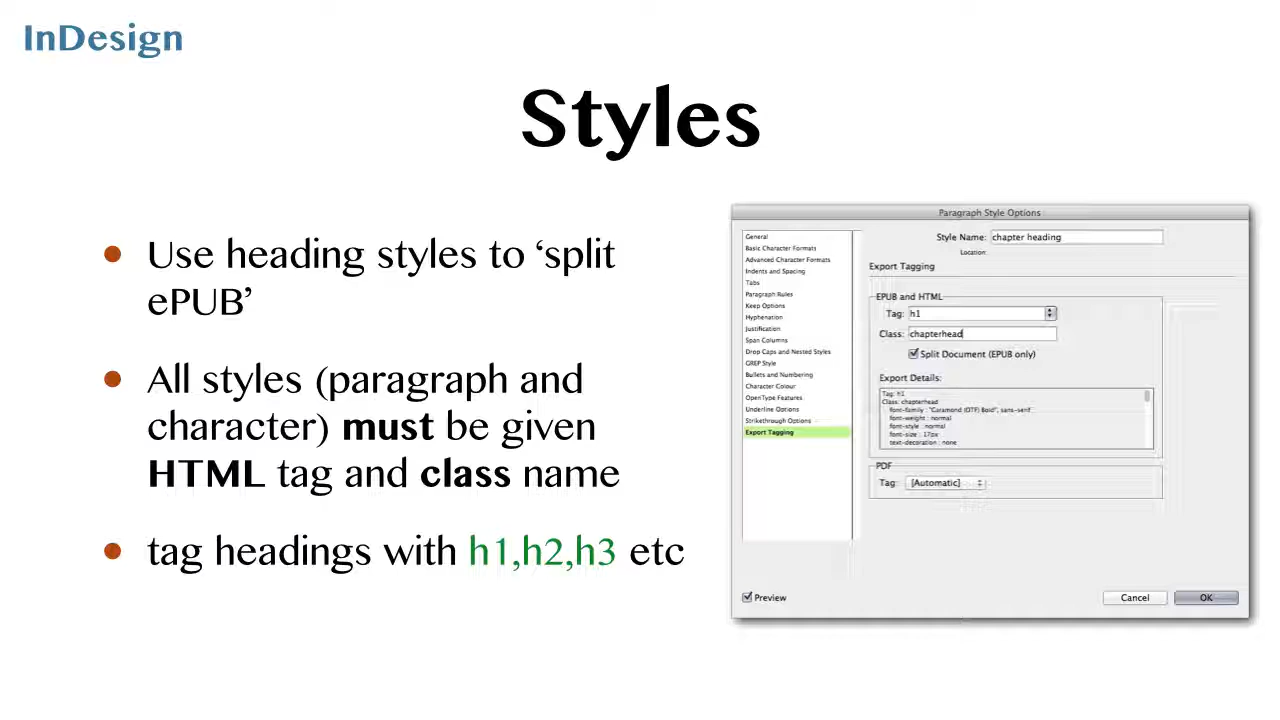 InDesign
Styles
• Use heading styles to ‘split
ePUB’
• All styles (paragraph and
character) must be given
HTML tag and class name
• tag headings with h1,h2,h3 etc
Paragraph Style Options
General
Basic Character Formats
Advanced Character Formats
Indents and Spacing
Tabs
Paragraph Rules
Keep Options
Hyphenation
Justification
Span Columns
Drop Caps and Nested Styles
GREP Style
Bullets and Numbering
Character Colour
OpenType Features
Underline Options
Strikethrough Options
Export Tagging
Style Name: chapter heading
Location:
Export Tagging
EPUB and HTML
Tag: h1
Class: chapterhead
Split Document (EPUB only)
Export Details:
Tag: h1
Class: chapterhead
font-family : "Caramond (OTF) Bold", sans-serif
font-weight : normal
font-style : normal
font-size : 17px
text-decoration : none
PDF
Tag: [Automatic]
Preview
Cancel
OK